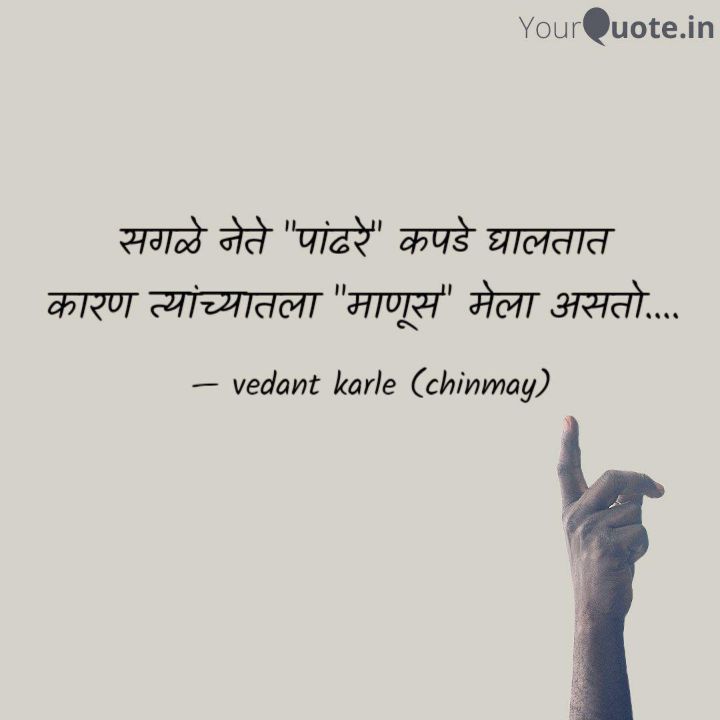 YourQuote.in
सगळे नेते "पांढरे" कपडे घालतात
कारण त्यांच्यातला "माणूस" मेला असतो....
— vedant karle (chinmay)